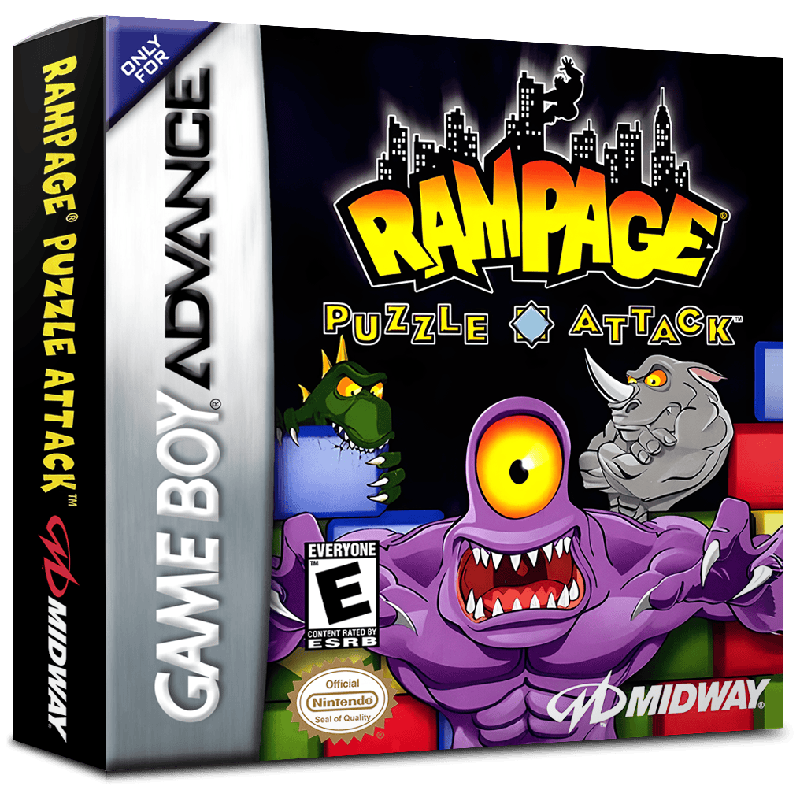 RAMPAGE® PUZZLE ATTACK™
MIDWAY
ONLY
FOR
GAME BOY® ADVANCE
RAMPAGE®
PUZZLE ATTACK™
EVERYONE
™
E
CONTENT RATED BY
ESRB
Official
Nintendo
Seal of Quality
MIDWAY®